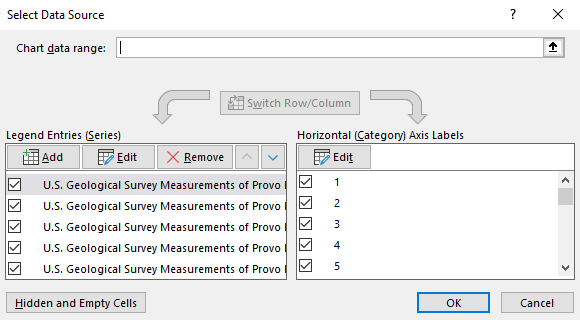 Select Data Source
Chart data range:
Switch Row/Column
Legend Entries (Series)
Add Edit Remove
U.S. Geological Survey Measurements of Provo
U.S. Geological Survey Measurements of Provo
U.S. Geological Survey Measurements of Provo
U.S. Geological Survey Measurements of Provo
U.S. Geological Survey Measurements of Provo
Horizontal (Category) Axis Labels
Edit
1
2
3
4
5
Hidden and Empty Cells
OK Cancel